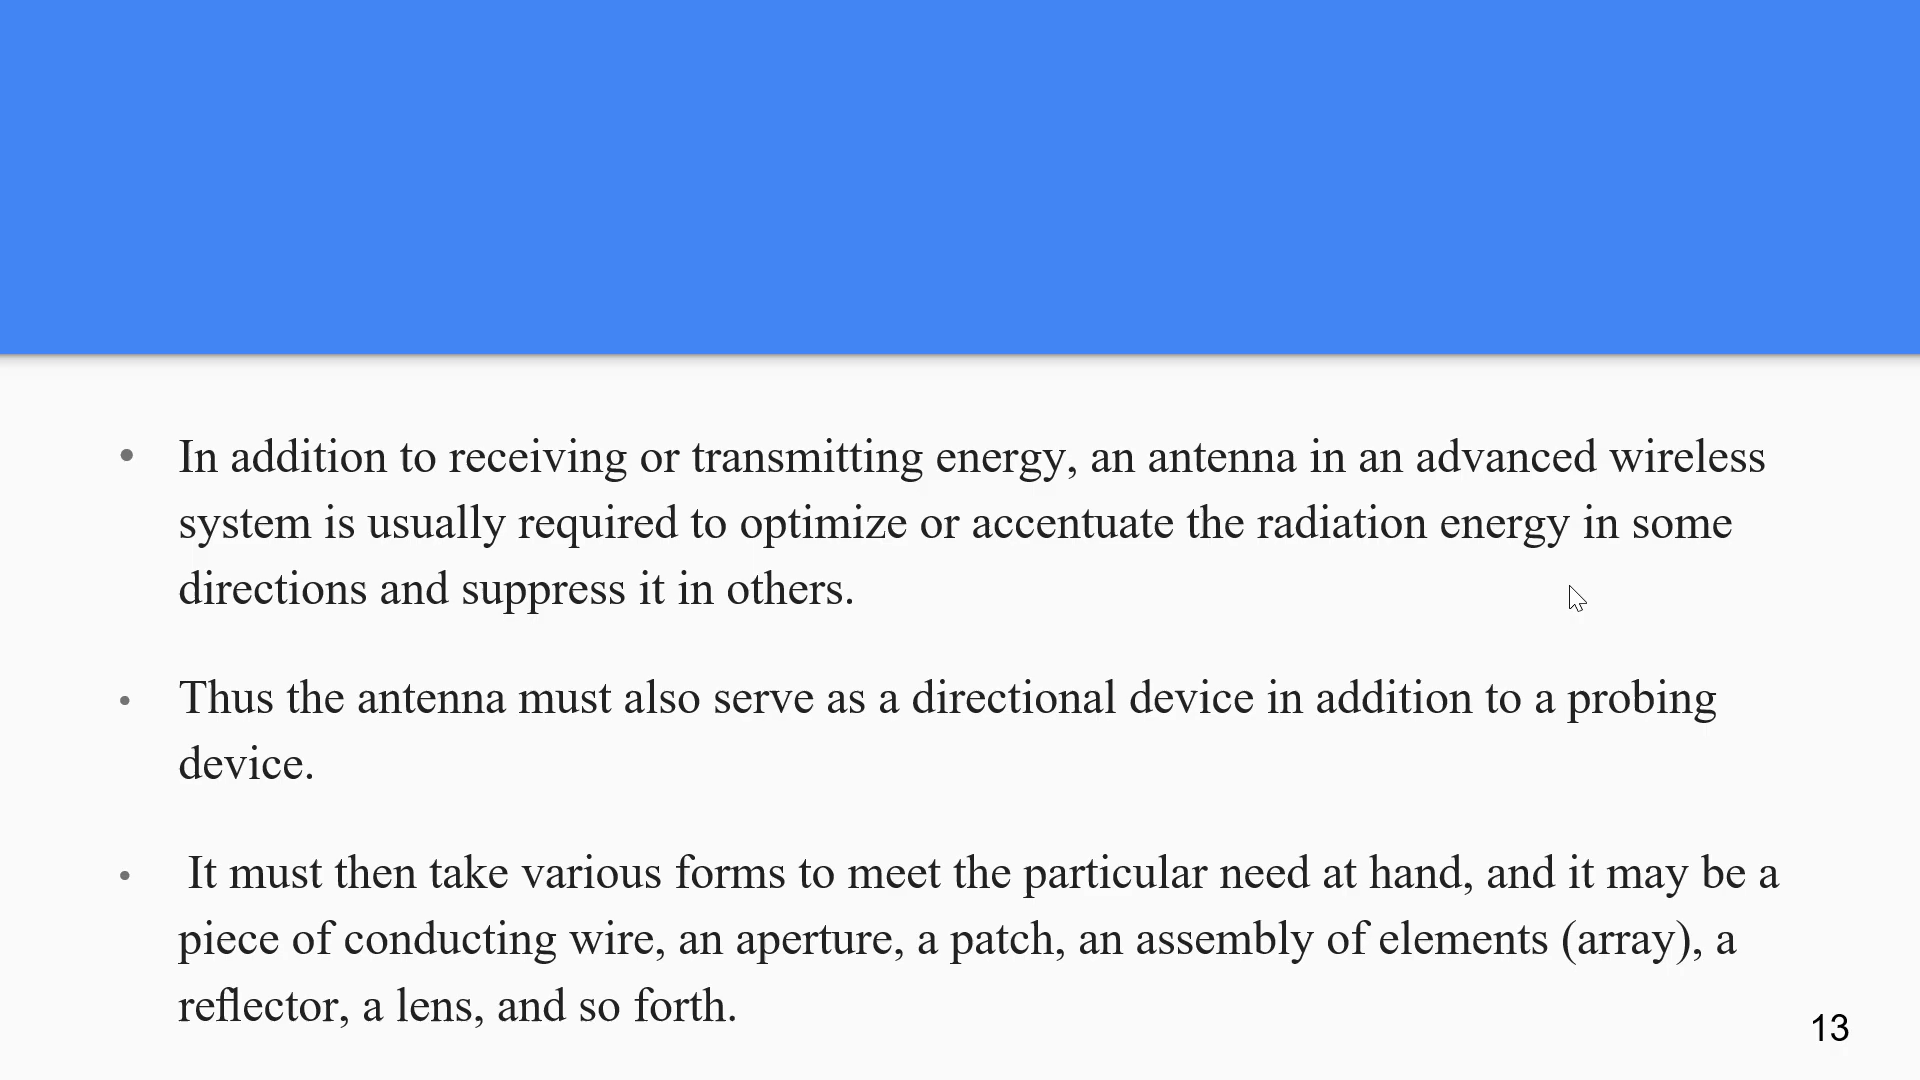 • In addition to receiving or transmitting energy, an antenna in an advanced wireless
system is usually required to optimize or accentuate the radiation energy in some
directions and suppress it in others.
• Thus the antenna must also serve as a directional device in addition to a probing
device.
• It must then take various forms to meet the particular need at hand, and it may be a
piece of conducting wire, an aperture, a patch, an assembly of elements (array), a
reflector, a lens, and so forth.
13